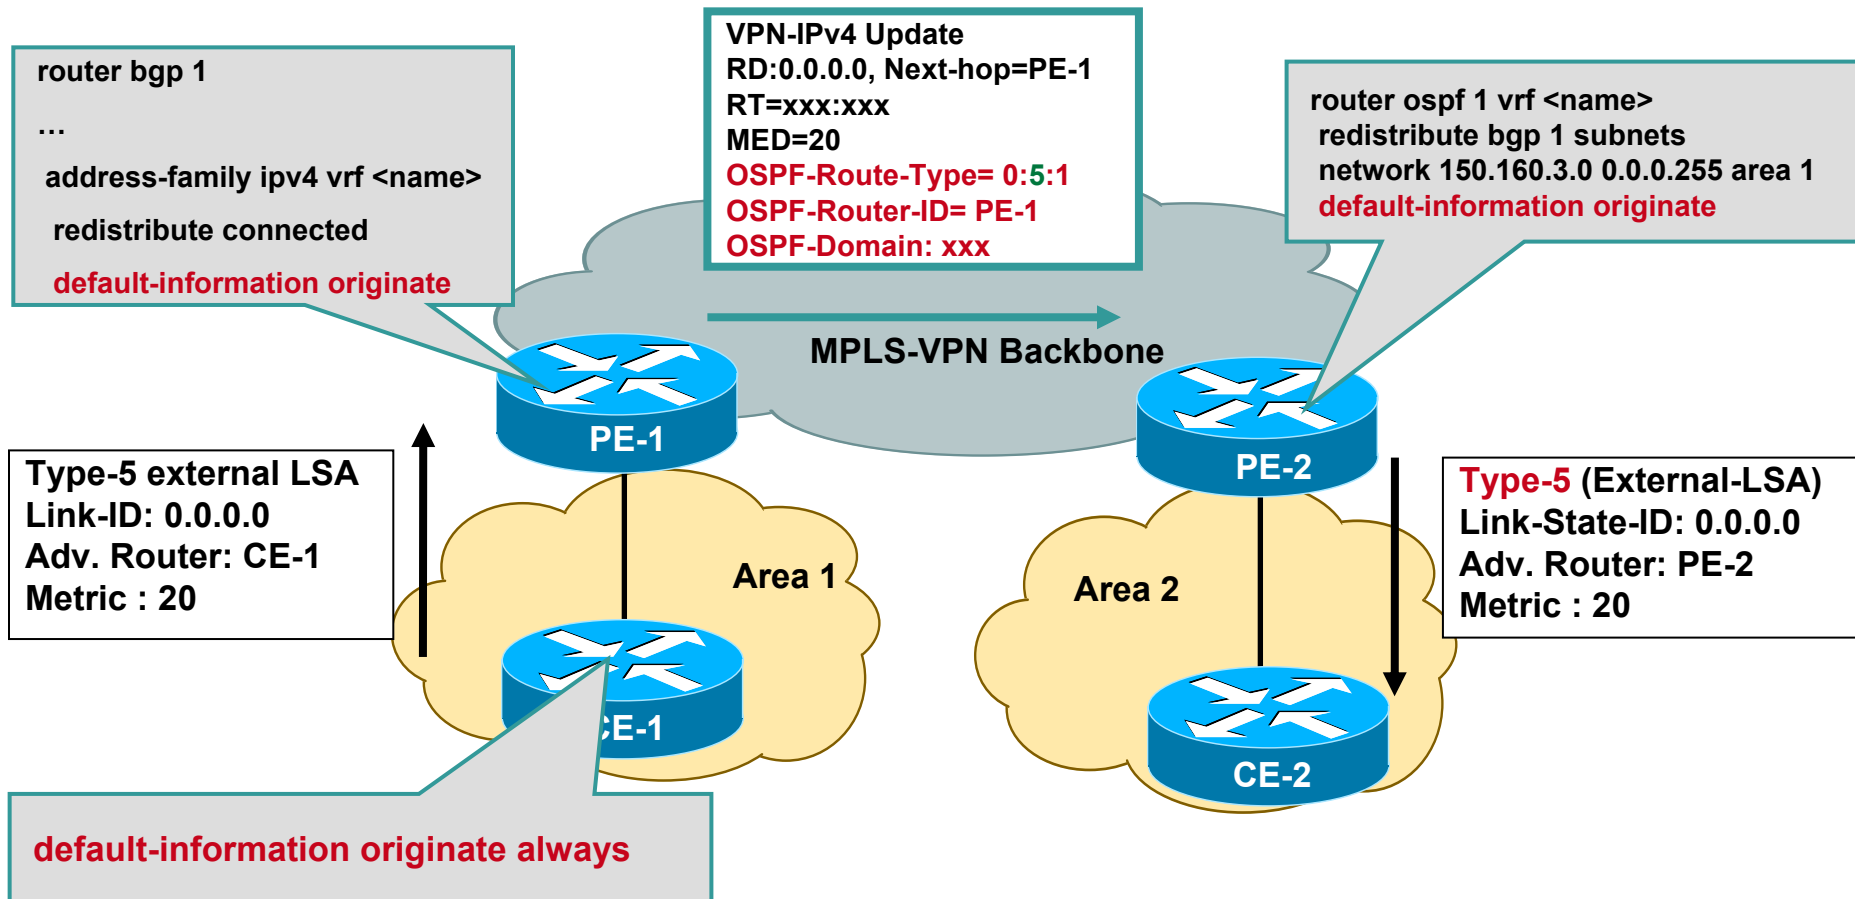 router bgp 1
…
address-family ipv4 vrf <name>
redistribute connected
default-information originate
VPN-IPv4 Update
RD:0.0.0.0, Next-hop=PE-1
RT=xxx:xxx
MED=20
OSPF-Route-Type= 0:5:1
OSPF-Router-ID= PE-1
OSPF-Domain: xxx
router ospf 1 vrf <name>
redistribute bgp 1 subnets
network 150.160.3.0 0.0.0.255 area 1
default-information originate
MPLS-VPN Backbone
PE-1
PE-2
Type-5 external LSA
Link-ID: 0.0.0.0
Adv. Router: CE-1
Metric : 20
Type-5 (External-LSA)
Link-State-ID: 0.0.0.0
Adv. Router: PE-2
Metric : 20
Area 1
Area 2
CE-1
CE-2
default-information originate always